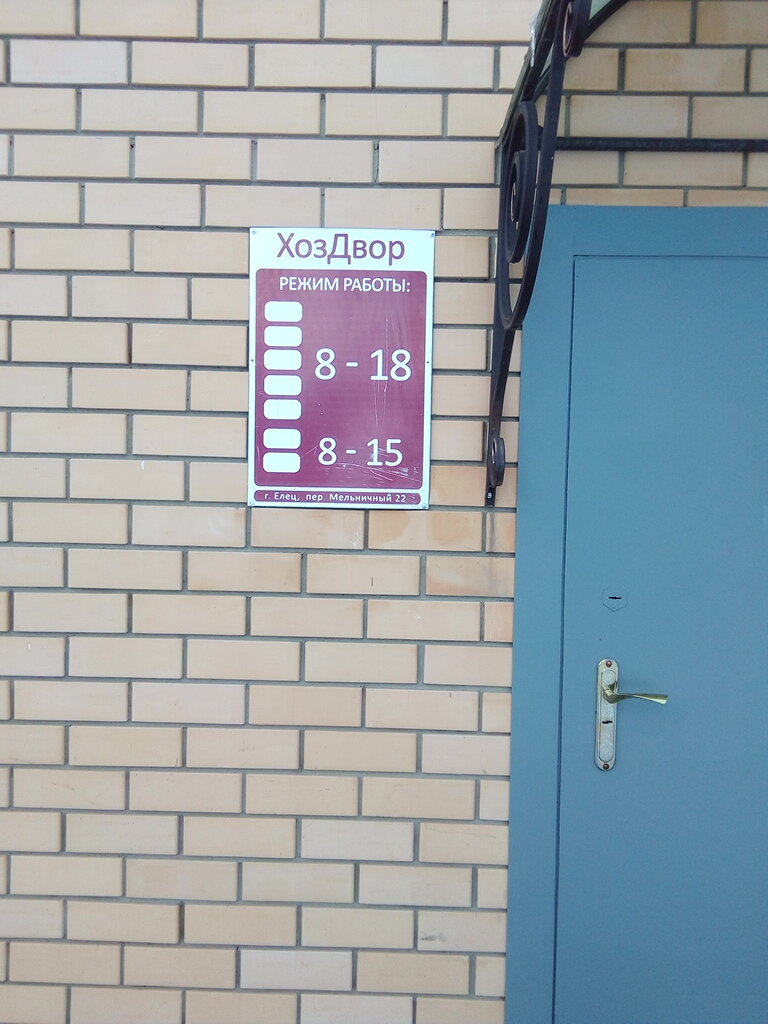 ХозДвор
РЕЖИМ РАБОТЫ:
8 - 18
8 - 15
г. Елец, пер. Мельничный 22